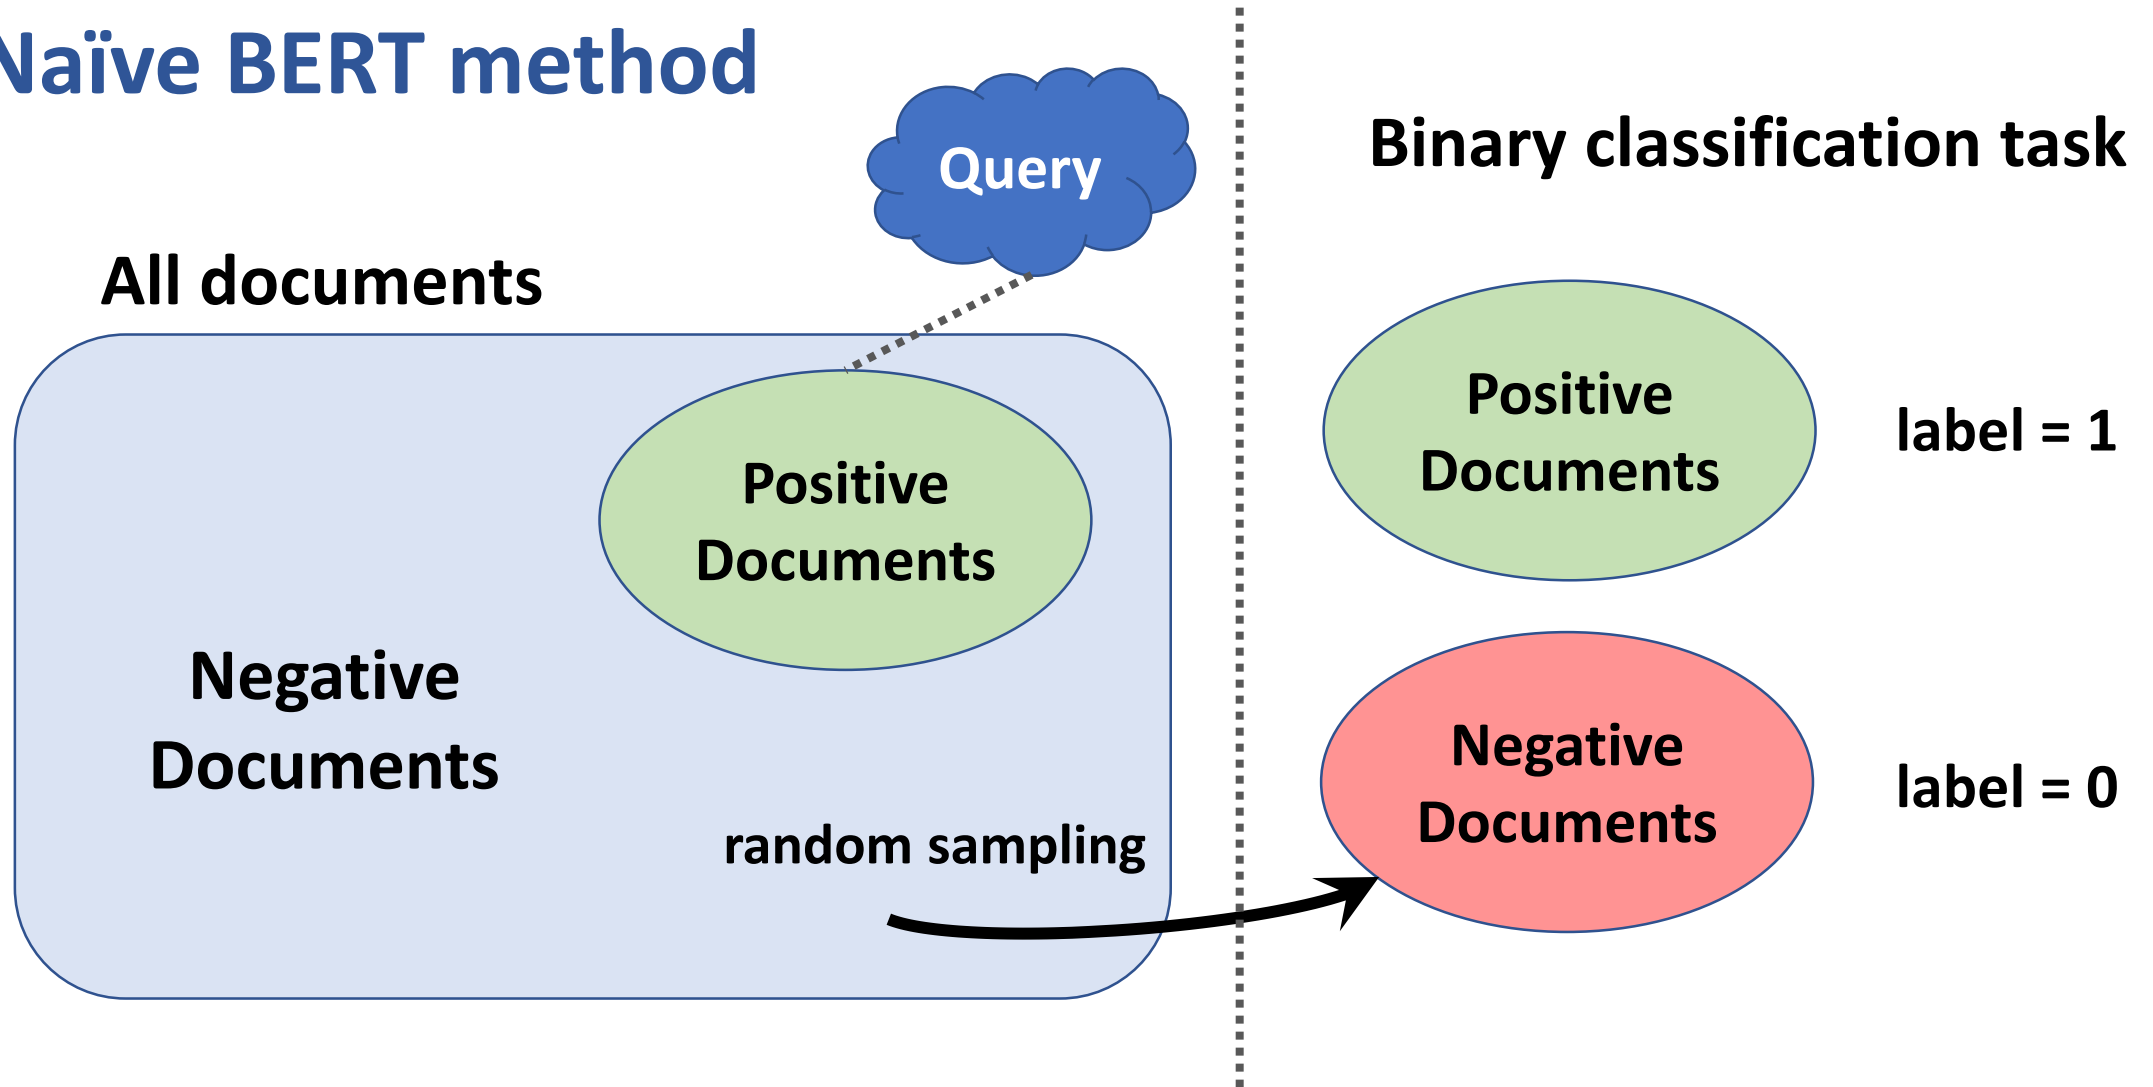 Naïve BERT method
Query
All documents
Positive
Documents
Negative
Documents
random sampling
Binary classification task
Positive
Documents
label = 1
Negative
Documents
label = 0